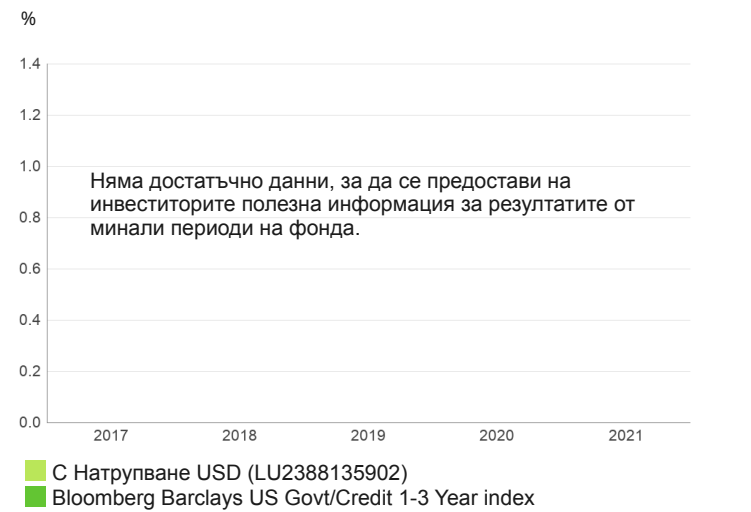 %
1.4
1.2
1.0
Няма достатъчно данни, за да се предостави на
инвеститорите полезна информация за резултатите от
0.8
минали периоди на фонда.
0.6
0.4
0.2
0.0
2017 2018 2019 2020 2021
C Натрупване USD (LU2388135902)
Bloomberg Barclays US Govt/Credit 1-3 Year index